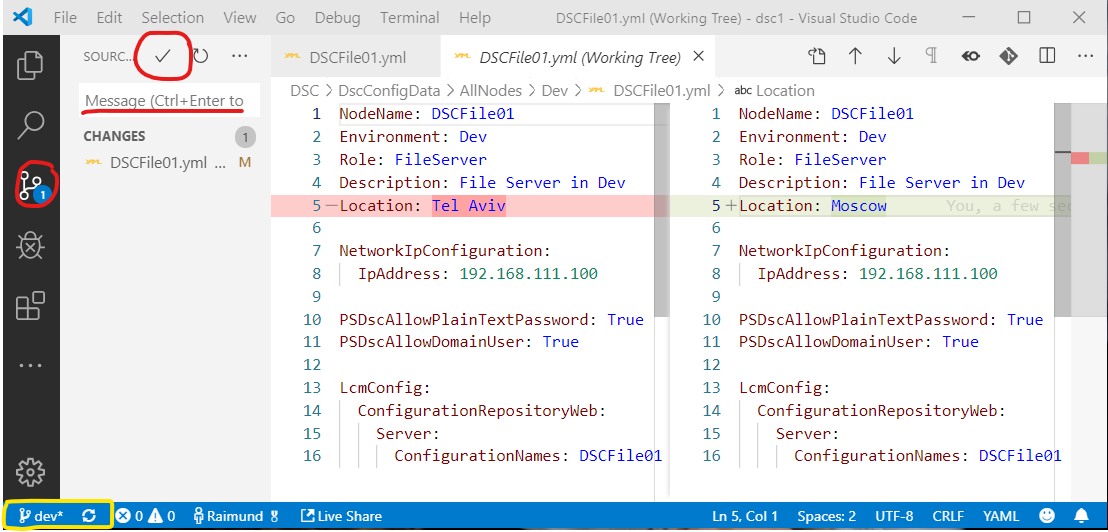 File Edit Selection View Go Debug Terminal Help DSCFile01.yml (Working Tree) - dsc1 - Visual Studio Code
SOURC... ...
DSCFile01.yml DSCFile01.yml (Working Tree)
Message (Ctrl+Enter to
CHANGES 1
DSCFile01.yml ... M
1
DSC > DscConfigData > AllNodes > Dev > DSCFile01.yml > abc Location
1 NodeName: DSCFile01
2 Environment: Dev
3 Role: FileServer
4 Description: File Server in Dev
5 -Location: Tel Aviv
6
7 NetworkIpConfiguration:
8 IpAddress: 192.168.111.100
9
10 PSDscAllowPlainTextPassword: True
11 PSDscAllowDomainUser: True
12
13 LcmConfig:
14 ConfigurationRepositoryWeb:
15 Server:
16 ConfigurationNames: DSCFile01
1 NodeName: DSCFile01
2 Environment: Dev
3 Role: FileServer
4 Description: File Server in Dev
5 +Location: Moscow You, a few sec
6
7 NetworkIpConfiguration:
8 IpAddress: 192.168.111.100
9
10 PSDscAllowPlainTextPassword: True
11 PSDscAllowDomainUser: True
12
13 LcmConfig:
14 ConfigurationRepositoryWeb:
15 Server:
16 ConfigurationNames: DSCFile01
dev* 0 0 Raimund Live Share Ln 5, Col 1 Spaces: 2 UTF-8 CRLF YAML